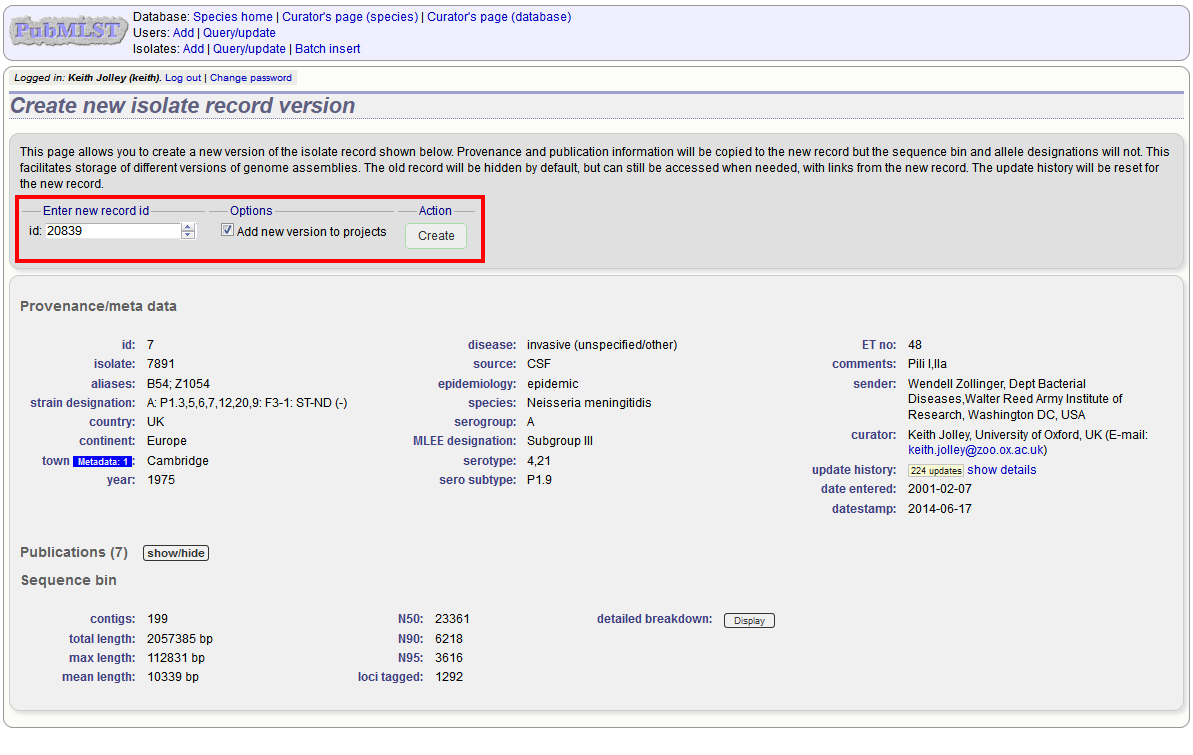 PubMLST
Database: Species home | Curator's page (species) | Curator's page (database)
Users: Add | Query/update
Isolates: Add | Query/update | Batch insert
Logged in: Keith Jolley (keith). Log out | Change password
Create new isolate record version
This page allows you to create a new version of the isolate record shown below. Provenance and publication information will be copied to the new record but the sequence bin and allele designations will not. This
facilitates storage of different versions of genome assemblies. The old record will be hidden by default, but can still be accessed when needed, with links from the new record. The update history will be reset for
the new record.
Enter new record id
id: 20839
Options
Add new version to projects
Action
Create
Provenance/meta data
id: 7
isolate: 7891
aliases: B54; Z1054
strain designation: A: P1.3,5,6,7,12,20,9: F3-1: ST-ND (-)
country: UK
continent: Europe
town Metadata: 1: Cambridge
year: 1975
disease: invasive (unspecified/other)
source: CSF
epidemiology: epidemic
species: Neisseria meningitidis
serogroup: A
MLEE designation: Subgroup III
serotype: 4,21
sero subtype: P1.9
ET no: 48
comments: Pili I,IIa
sender: Wendell Zollinger, Dept Bacterial
Diseases,Walter Reed Army Institute of
Research, Washington DC, USA
curator: Keith Jolley, University of Oxford, UK (E-mail:
keith.jolley@zoo.ox.ac.uk)
update history: 224 updates show details
date entered: 2001-02-07
datestamp: 2014-06-17
Publications (7) show/hide
Sequence bin
contigs: 199
total length: 2057385 bp
max length: 112831 bp
mean length: 10339 bp
N50: 23361
N90: 6218
N95: 3616
loci tagged: 1292
detailed breakdown: Display